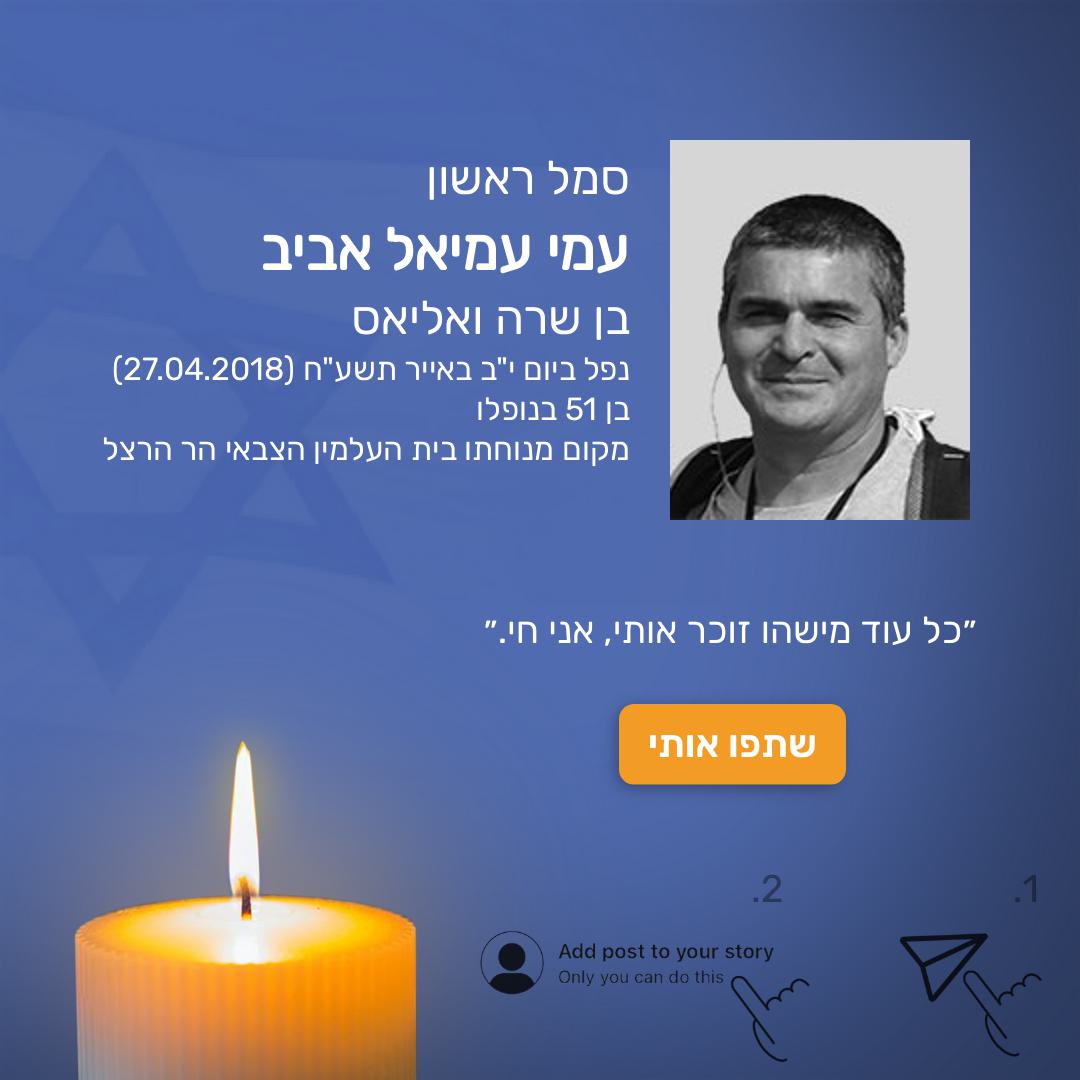 סמל ראשון
עמי עמיאל אביב
בן שרה ואליאס
נפל ביום י"ב באייר תשע"ח (27.04.2018)
בן 51 בנופלו
מקום מנוחתו בית העלמין הצבאי הר הרצל
״כל עוד מישהו זוכר אותי, אני חי.״
שתפו אותי
.1
.2
Add post to your story
Only you can do this